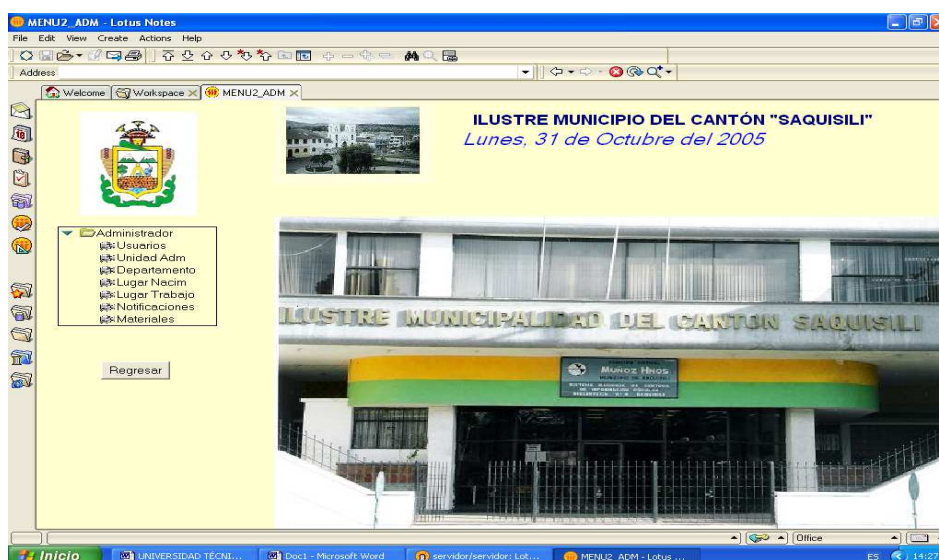 MENU2_ADM - Lotus Notes
File Edit View Create Actions Help
Address
Welcome Workspace MENU2_ADM
ILUSTRE MUNICIPIO DEL CANTÓN "SAQUISILI"
Lunes, 31 de Octubre del 2005
Administrador
Usuarios
Unidad Adm
Departamento
Lugar Nacim
Lugar Trabajo
Notificaciones
Materiales
Regresar
ILUSTRE MUNICIPALIDAD DEL CANTON SAQUISILI
MUÑOZ HNOS
Office
Inicio UNIVERSIDAD TÉCNI... Doc1 - Microsoft Word servidor/servidor: Lot... MENU2_ADM - Lotus ... ES 14:27